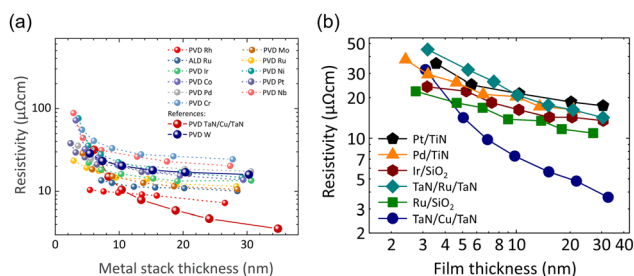 (a)
Resistivity (μΩcm)
100
10
PVD Rh
ALD Ru
PVD Ir
PVD Co
PVD Pd
PVD Cr
References:
PVD TaN/Cu/TaN
PVD W
PVD Mo
PVD Ru
PVD Ni
PVD Pt
PVD Nb
0 10 20 30
Metal stack thickness (nm)
(b)
Resistivity (μΩcm)
50
30
20
10
5
3
2
Pt/TiN
Pd/TiN
Ir/SiO₂
TaN/Ru/TaN
Ru/SiO₂
TaN/Cu/TaN
2 3 4 6 8 10 20 30 40
Film thickness (nm)